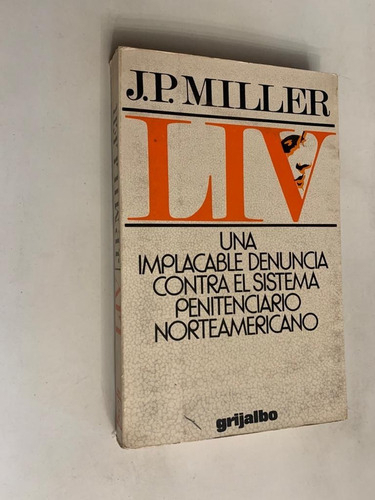 J.P. MILLER
LIV
UNA
IMPLACABLE DENUNCIA
CONTRA EL SISTEMA
PENITENCIARIO
NORTEAMERICANO
grijalbo